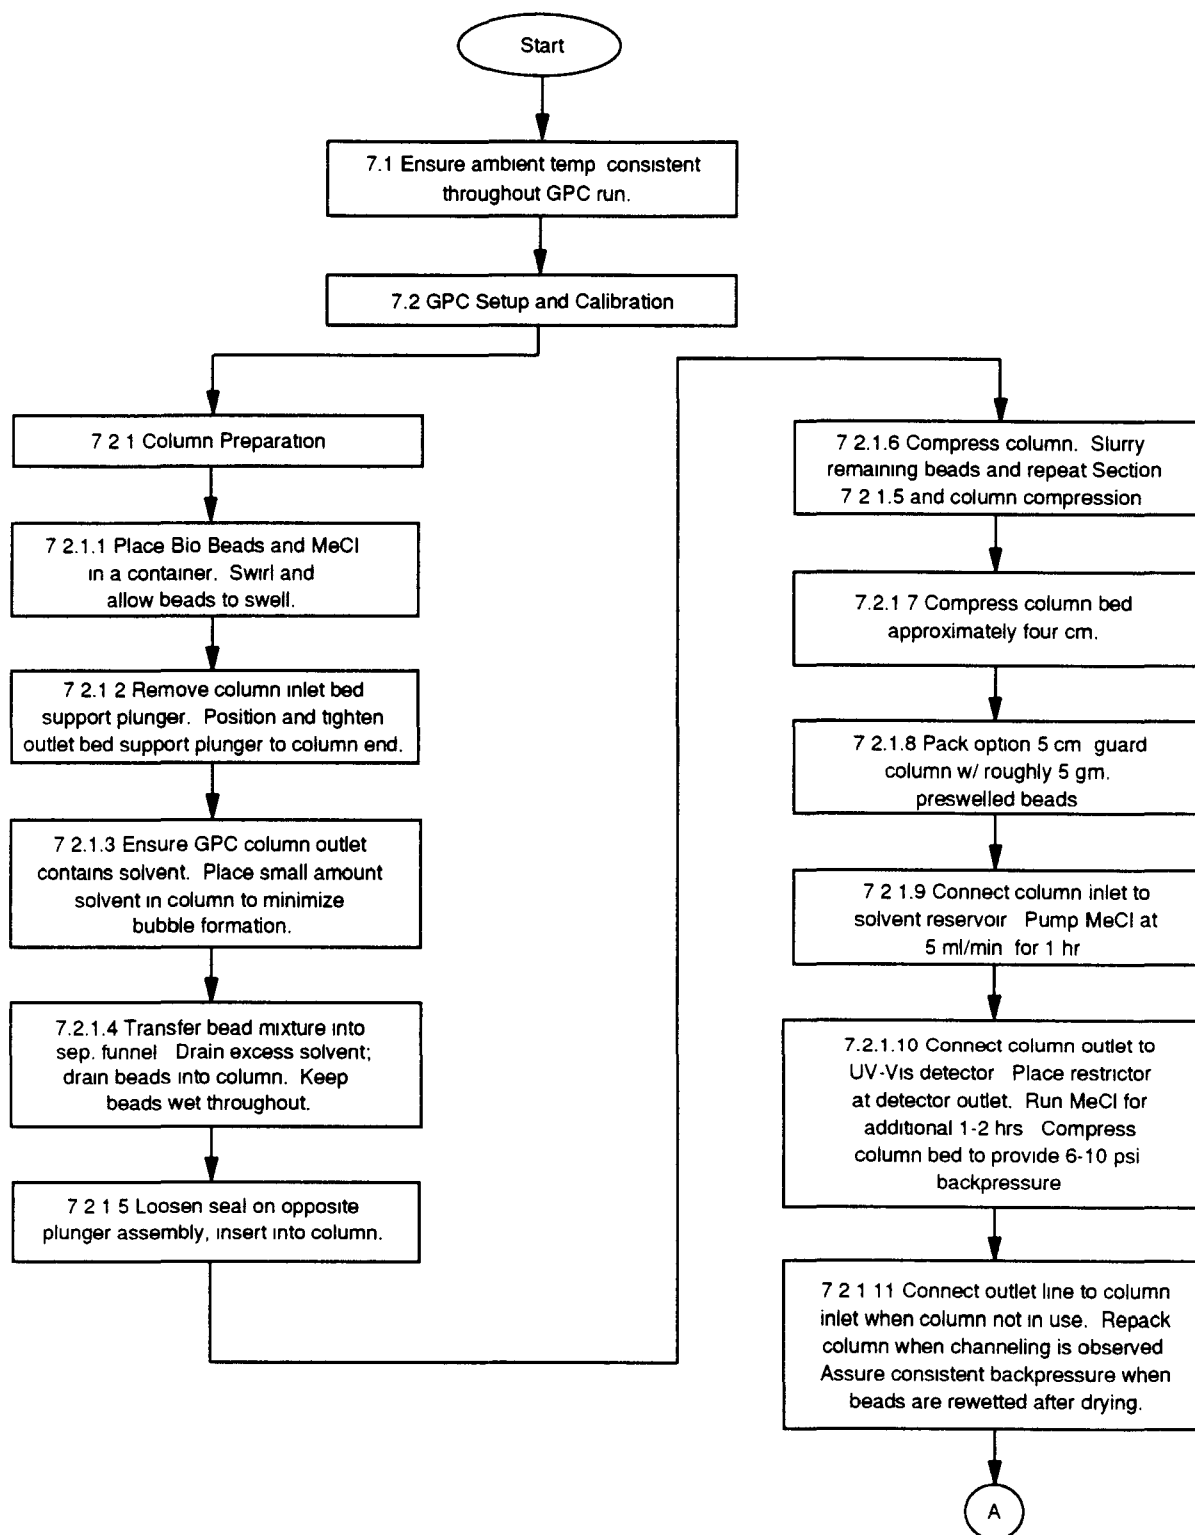 Start
7.1 Ensure ambient temp consistent
throughout GPC run.
7.2 GPC Setup and Calibration
7 2 1 Column Preparation
7 2.1.1 Place Bio Beads and MeCl
in a container. Swirl and
allow beads to swell.
7 2.1 2 Remove column inlet bed
support plunger. Position and tighten
outlet bed support plunger to column end.
7 2.1.3 Ensure GPC column outlet
contains solvent. Place small amount
solvent in column to minimize
bubble formation.
7.2.1.4 Transfer bead mixture into
sep. funnel Drain excess solvent;
drain beads into column. Keep
beads wet throughout.
7 2 1 5 Loosen seal on opposite
plunger assembly, insert into column.
7 2.1.6 Compress column. Slurry
remaining beads and repeat Section
7 2 1.5 and column compression
7.2.1 7 Compress column bed
approximately four cm.
7 2.1.8 Pack option 5 cm guard
column w/ roughly 5 gm.
preswelled beads
7 2 1.9 Connect column inlet to
solvent reservoir Pump MeCl at
5 ml/min for 1 hr
7.2.1.10 Connect column outlet to
UV-Vis detector Place restrictor
at detector outlet. Run MeCl for
additional 1-2 hrs Compress
column bed to provide 6-10 psi
backpressure
7 2 1 11 Connect outlet line to column
inlet when column not in use. Repack
column when channeling is observed
Assure consistent backpressure when
beads are rewetted after drying.
A